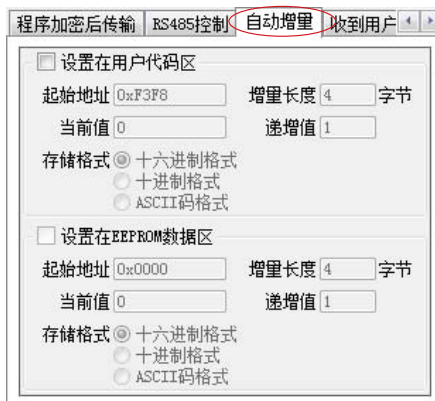 程序加密后传输 RS485控制 自动增量 收到用户
设置在用户代码区
起始地址 0xF3F8 增量长度 4 字节
当前值 0 递增值 1
存储格式 十六进制格式
十进制格式
ASCII码格式
设置在EEPROM数据区
起始地址 0x0000 增量长度 4 字节
当前值 0 递增值 1
存储格式 十六进制格式
十进制格式
ASCII码格式